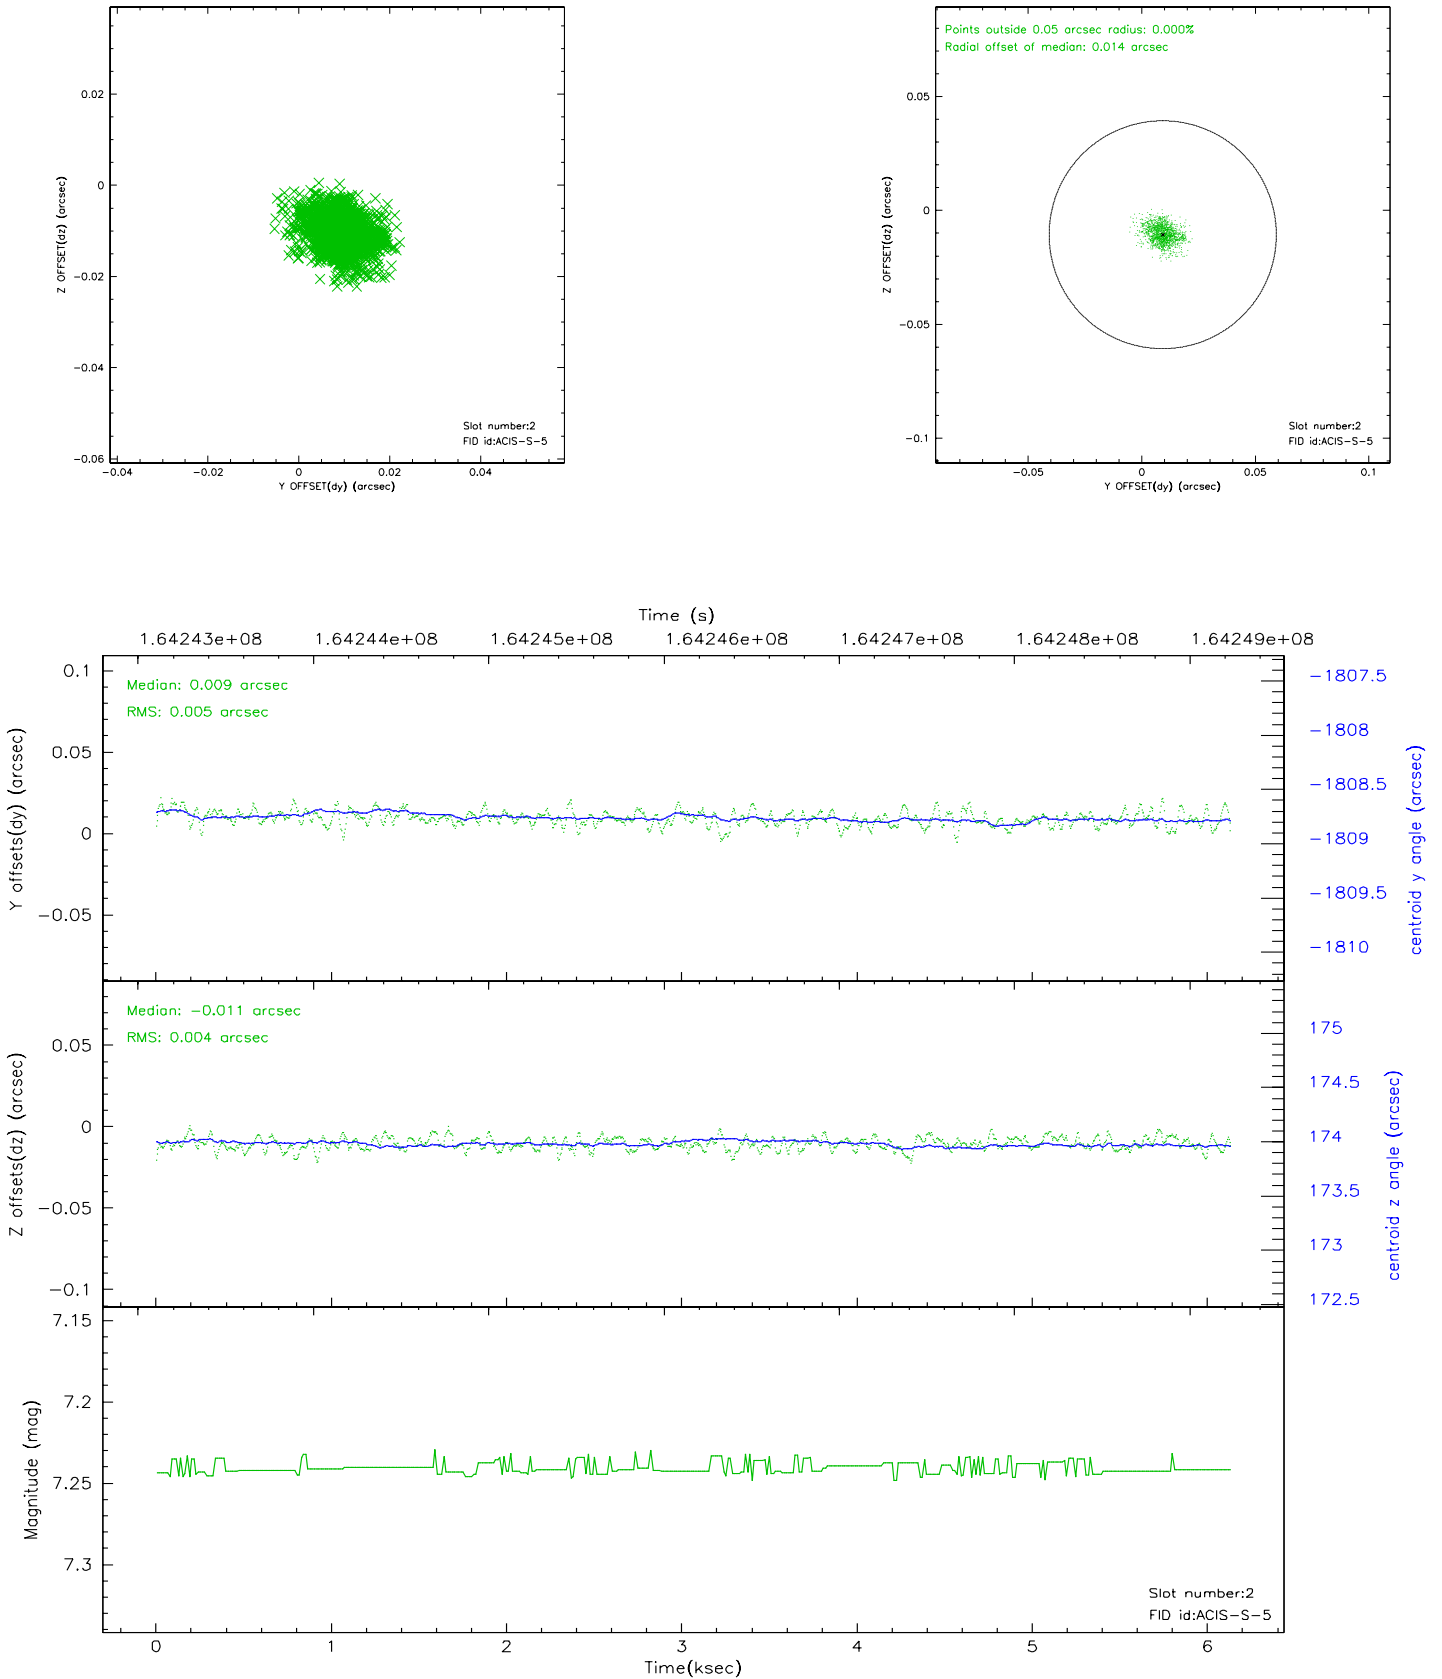 0.02
0
-0.02
-0.04
-0.06
-0.04
-0.02
0
0.02
0.04
Z OFFSET(dz) (arcsec)
Y OFFSET(dy) (arcsec)
Slot number:2
FID id:ACIS-S-5
Points outside 0.05 arcsec radius: 0.000%
Radial offset of median: 0.014 arcsec
0.05
0
-0.05
-0.1
-0.05
0
0.05
0.1
Z OFFSET(dz) (arcsec)
Y OFFSET(dy) (arcsec)
Slot number:2
FID id:ACIS-S-5
Time (s)
1.64243e+08
1.64244e+08
1.64245e+08
1.64246e+08
1.64247e+08
1.64248e+08
1.64249e+08
Y offsets(dy) (arcsec)
0.1
0.05
0
-0.05
Median: 0.009 arcsec
RMS: 0.005 arcsec
-1807.5
-1808
-1808.5
-1809
-1809.5
-1810
centroid y angle (arcsec)
Z offsets(dz) (arcsec)
0.05
0
-0.05
-0.1
Median: -0.011 arcsec
RMS: 0.004 arcsec
175
174.5
174
173.5
173
172.5
centroid z angle (arcsec)
Magnitude (mag)
7.15
7.2
7.25
7.3
Slot number:2
FID id:ACIS-S-5
0
1
2
3
4
5
6
Time(ksec)